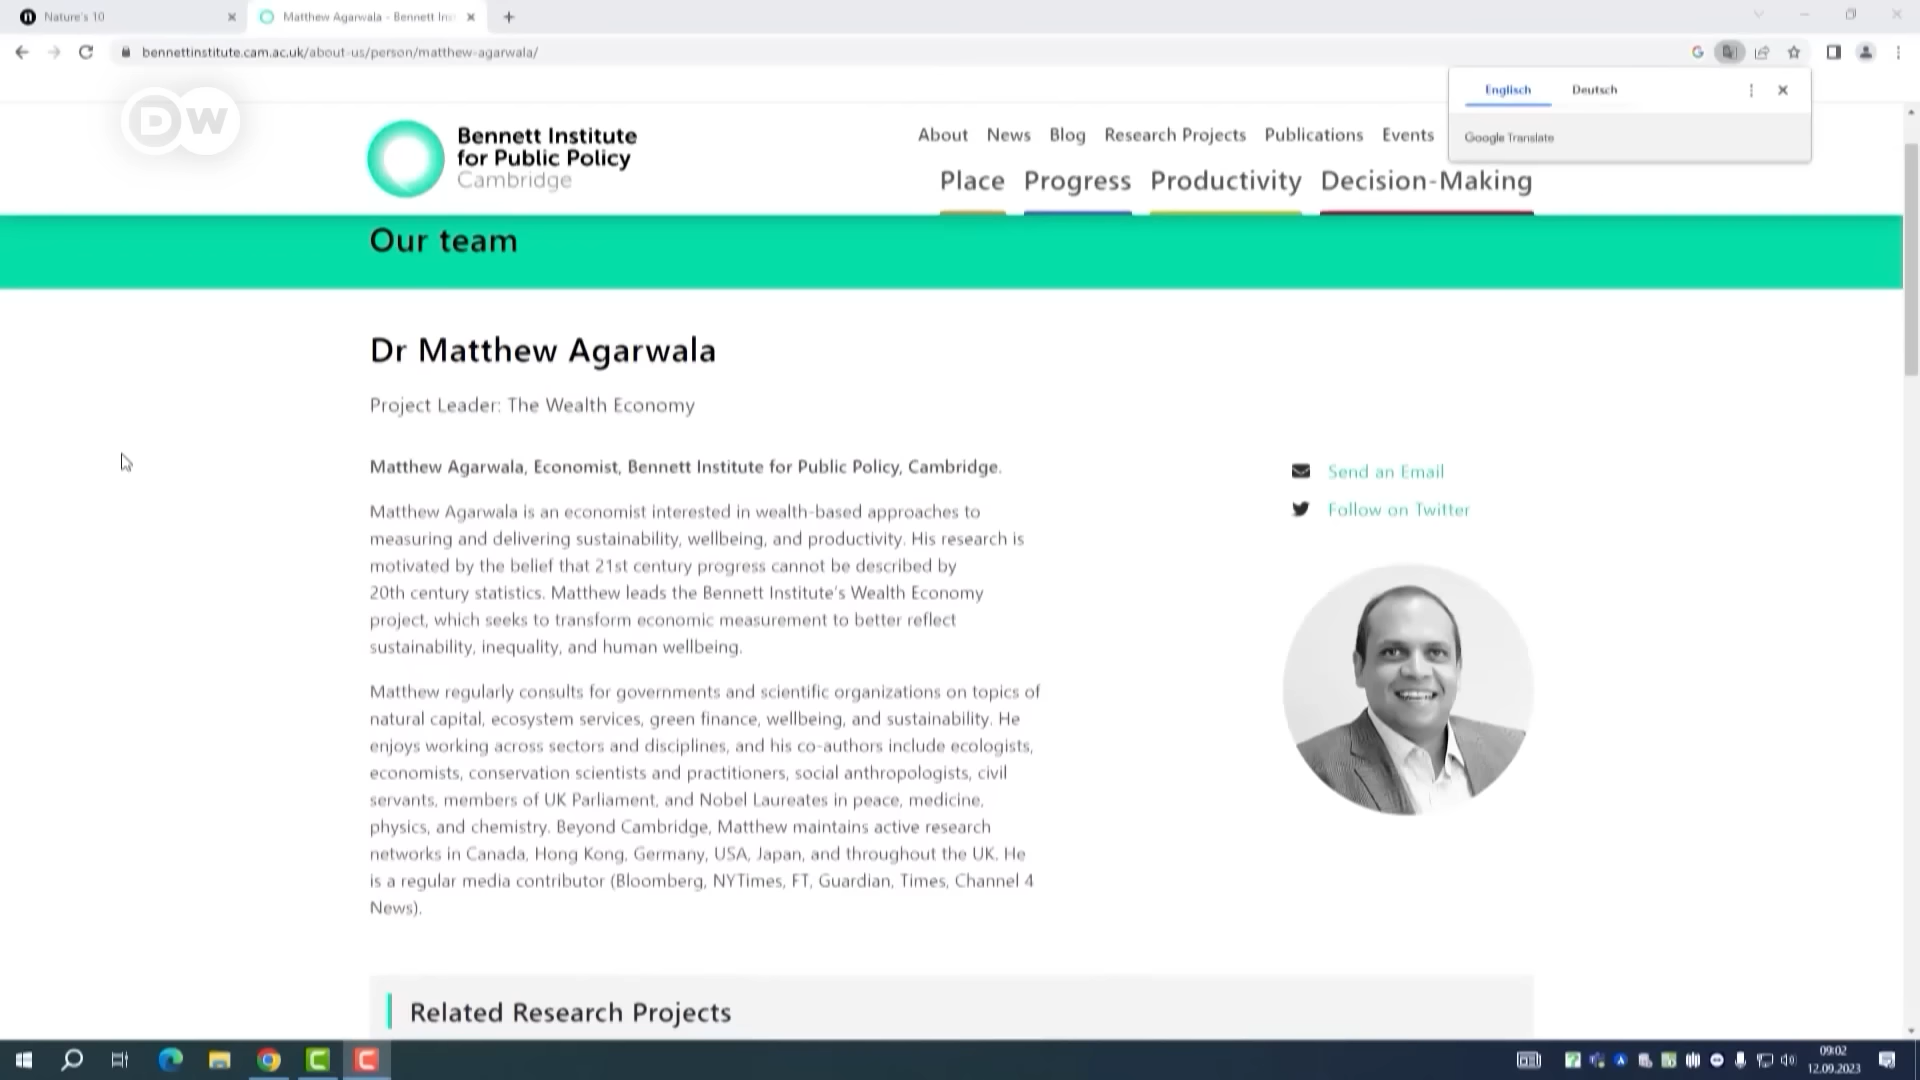 Nature's 10
Matthew Agarwala - Bennett Ins
bennettinstitute.cam.ac.uk/about-us/person/matthew-agarwala/
Englisch Deutsch
Google Translate
DW
Bennett Institute
for Public Policy
Cambridge
About News Blog Research Projects Publications Events
Place Progress Productivity Decision-Making
Our team
Dr Matthew Agarwala
Project Leader: The Wealth Economy
Matthew Agarwala, Economist, Bennett Institute for Public Policy, Cambridge.
Matthew Agarwala is an economist interested in wealth-based approaches to
measuring and delivering sustainability, wellbeing, and productivity. His research is
motivated by the belief that 21st century progress cannot be described by
20th century statistics. Matthew leads the Bennett Institute's Wealth Economy
project, which seeks to transform economic measurement to better reflect
sustainability, inequality, and human wellbeing.
Matthew regularly consults for governments and scientific organizations on topics of
natural capital, ecosystem services, green finance, wellbeing, and sustainability. He
enjoys working across sectors and disciplines, and his co-authors include ecologists,
economists, conservation scientists and practitioners, social anthropologists, civil
servants, members of UK Parliament, and Nobel Laureates in peace, medicine,
physics, and chemistry. Beyond Cambridge, Matthew maintains active research
networks in Canada, Hong Kong, Germany, USA, Japan, and throughout the UK. He
is a regular media contributor (Bloomberg, NYTimes, FT, Guardian, Times, Channel 4
News).
Send an Email
Follow on Twitter
Related Research Projects
09:02
12.09.2023